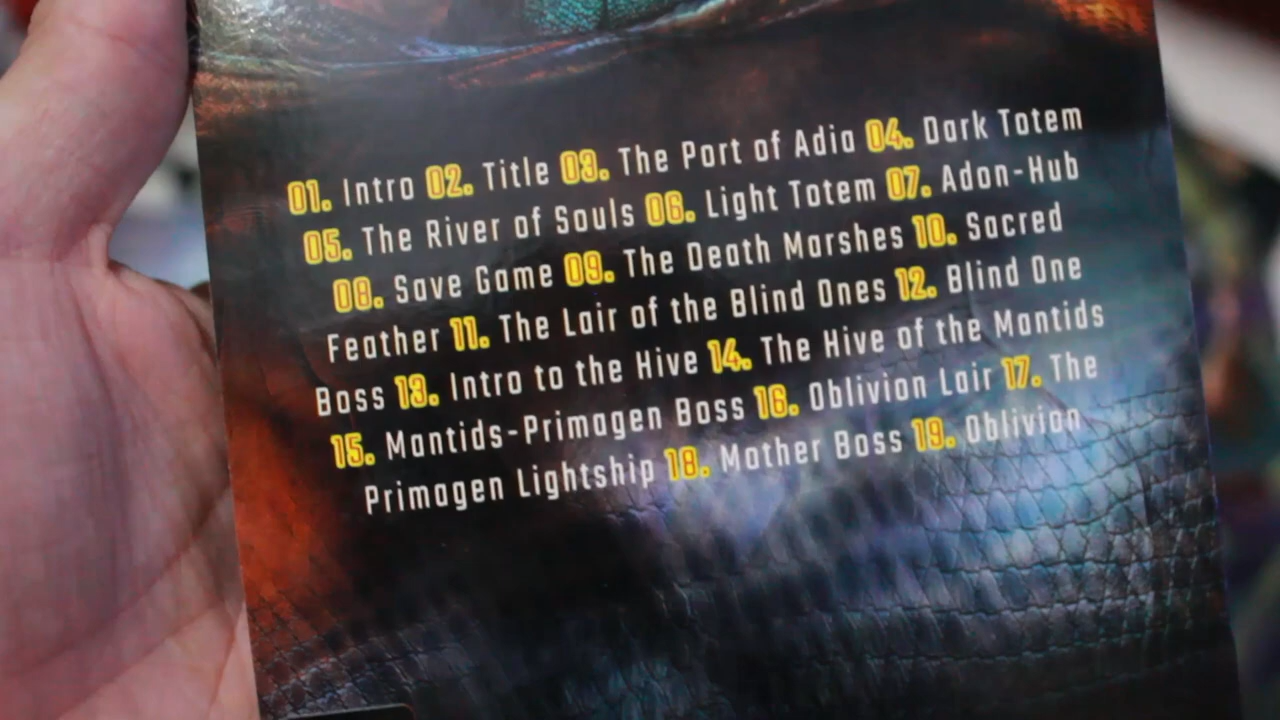 01. Intro 02. Title 03. The Port of Adia 04. Dark Totem
05. The River of Souls 06. Light Totem 07. Adon-Hub
08. Save Game 09. The Death Marshes 10. Sacred
Feather 11. The Lair of the Blind Ones 12. Blind One
Boss 13. Intro to the Hive 14. The Hive of the Mantids
15. Mantids-Primagen Boss 16. Oblivion Lair 17. The
Primagen Lightship 18. Mother Boss 19. Oblivion